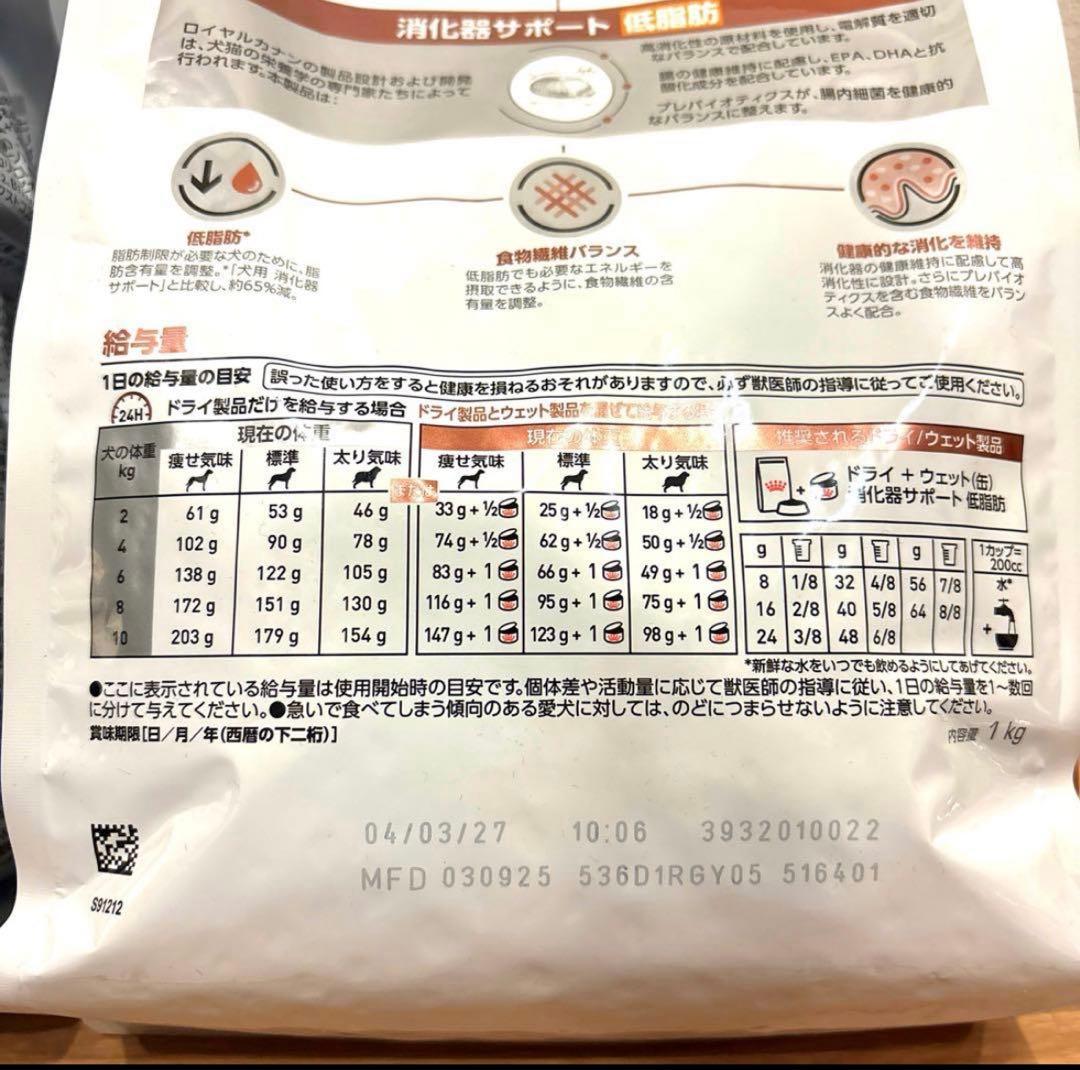 消化器サポート 低脂肪
ロイヤルカナンの製品設計および開発
は、犬猫の栄養学の専門家たちによって
行われます。本製品は:
高消化性の原材料を使用し、電解質を適切
なバランスで配合しています。
腸の健康維持に配慮し、EPA、DHAと抗
酸化成分を配合しています。
プレバイオティクスが、腸内細菌を健康的
なバランスに整えます。
低脂肪*
脂肪制限が必要な犬のために、脂
肪含有量を調整。*「犬用 消化器
サポート」と比較し、約65%減。
食物繊維バランス
低脂肪でも必要なエネルギーを
摂取できるように、食物繊維の含
有量を調整。
健康的な消化を維持
消化器の健康維持に配慮して高
消化性に設計。さらにプレバイオ
ティクスを含む食物繊維をバラン
スよく配合。
給与量
1日の給与量の目安 誤った使い方をすると健康を損ねるおそれがありますので、必ず獣医師の指導に従ってご使用ください。
24H ドライ製品だけを給与する場合 ドライ製品とウェット製品を混ぜて給与する場合
犬の体重 kg 現在の体重 現在の体重 推奨されるドライ/ウェット製品
痩せ気味 標準 太り気味 または 痩せ気味 標準 太り気味
ドライ + ウェット(缶)
消化器サポート 低脂肪
2 61 g 53 g 46 g 33 g + ½ 25 g + ½ 18 g + ½
4 102 g 90 g 78 g 74 g + ½ 62 g + ½ 50 g + ½
6 138 g 122 g 105 g 83 g + 1 66 g + 1 49 g + 1
8 172 g 151 g 130 g 116 g + 1 95 g + 1 75 g + 1
10 203 g 179 g 154 g 147 g + 1 123 g + 1 98 g + 1
g g g 1カップ=
200cc
8 1/8 32 4/8 56 7/8 水*
16 2/8 40 5/8 64 8/8
24 3/8 48 6/8 +
*新鮮な水をいつでも飲めるようにしてあげてください。
●ここに表示されている給与量は使用開始時の目安です。個体差や活動量に応じて獣医師の指導に従い、1日の給与量を1~数回
に分けて与えてください。●急いで食べてしまう傾向のある愛犬に対しては、のどにつまらせないように注意してください。
賞味期限[日/月/年(西暦の下二桁)]
内容量 1 kg
04/03/27 10:06 3932010022
MFD 030925 536D1RGY05 516401
S91212